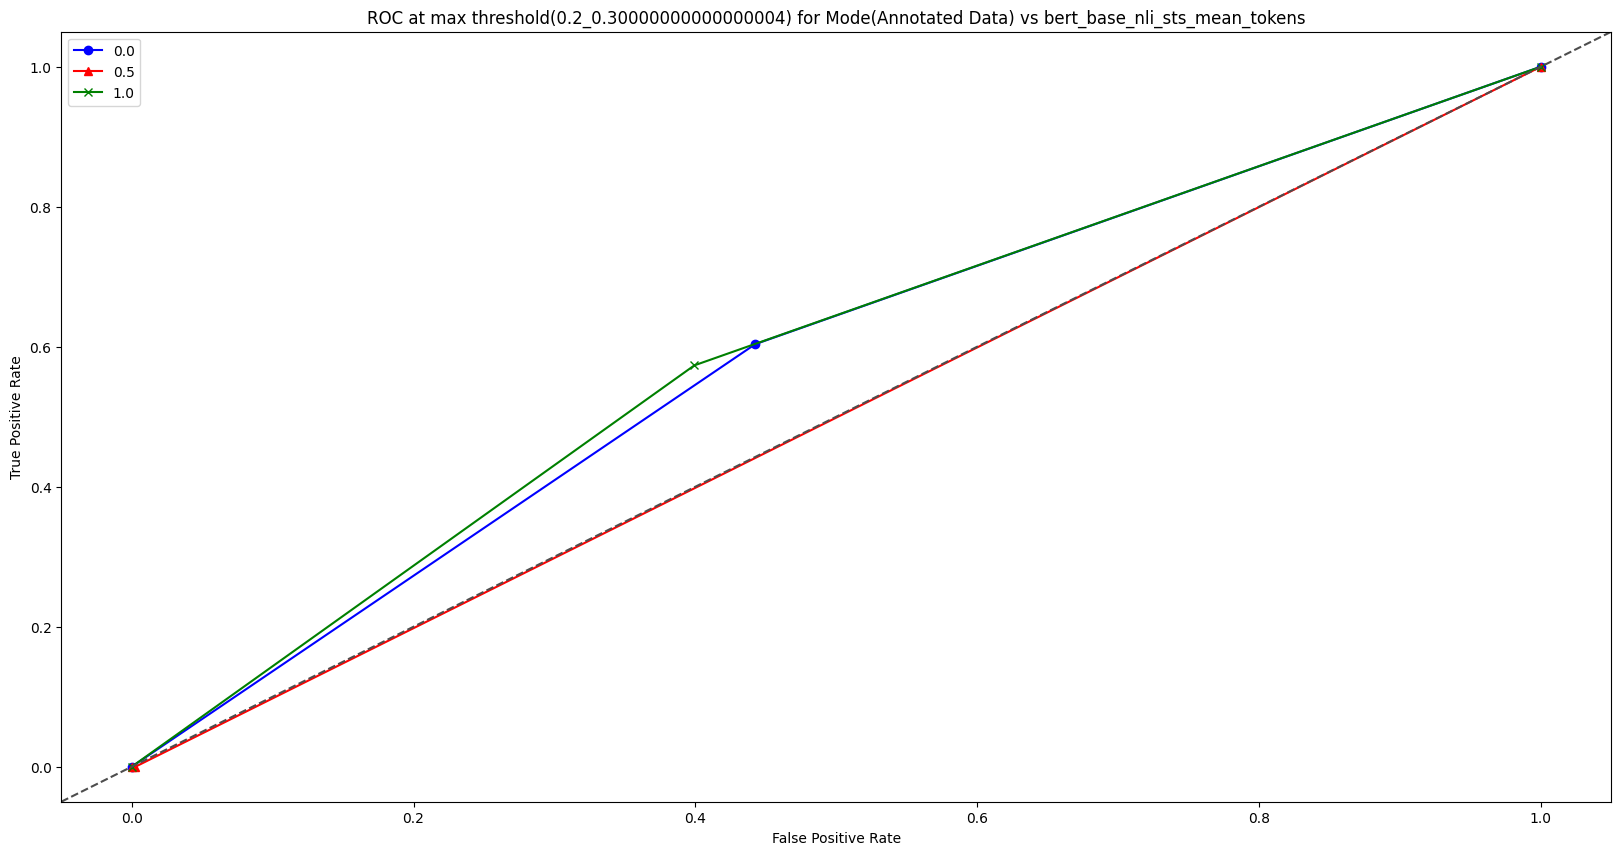 ROC at max threshold(0.2_0.30000000000000004) for Mode(Annotated Data) vs bert_base_nli_sts_mean_tokens
0.0
0.5
1.0
1.0
0.8
0.6
0.4
0.2
0.0
True Positive Rate
0.0 0.2 0.4 0.6 0.8 1.0
False Positive Rate